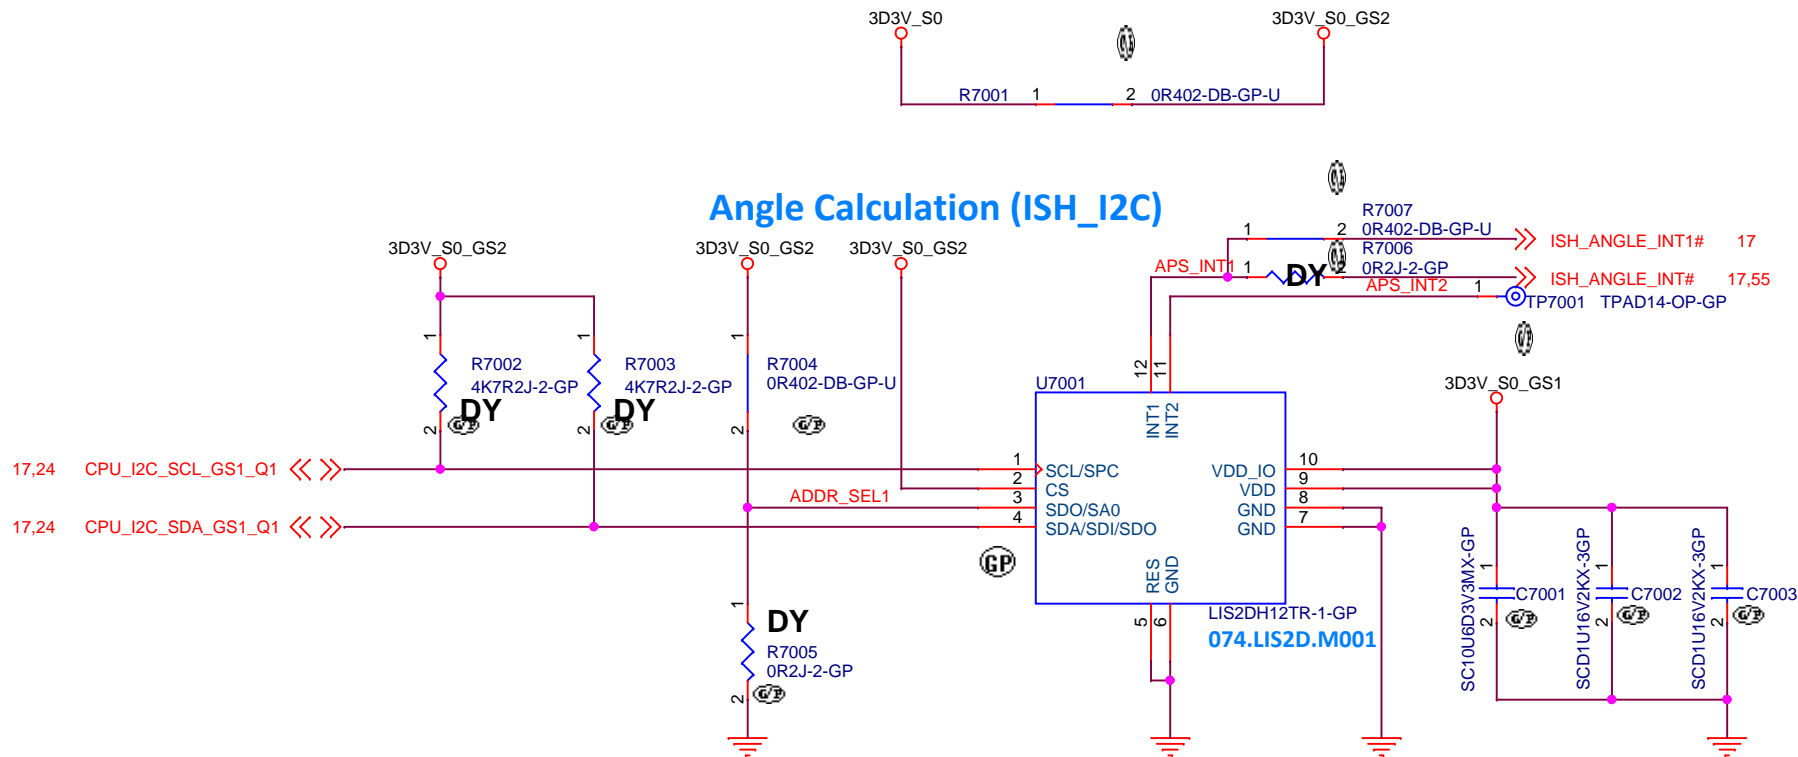 3D3V_S0
3D3V_S0_GS2
R7001
1
2
0R402-DB-GP-U
Angle Calculation (ISH_I2C)
R7007
1
2
0R402-DB-GP-U
ISH_ANGLE_INT1#
17
3D3V_S0_GS2
3D3V_S0_GS2
3D3V_S0_GS2
R7006
APS_INT1
1
2
0R2J-2-GP
DY
ISH_ANGLE_INT#
17,55
APS_INT2
1
TP7001
TPAD14-OP-GP
1
R7002
4K7R2J-2-GP
DY
2
G/P
1
R7003
4K7R2J-2-GP
DY
2
G/P
1
R7004
0R402-DB-GP-U
2
G/P
12
11
U7001
INT1
INT2
3D3V_S0_GS1
G/P
17,24
CPU_I2C_SCL_GS1_Q1
1
SCL/SPC
VDD_IO
10
2
CS
VDD
9
ADDR_SEL1
3
SDO/SA0
GND
8
17,24
CPU_I2C_SDA_GS1_Q1
4
SDA/SDI/SDO
GND
7
GP
RES
GND
5
6
LIS2DH12TR-1-GP
074.LIS2D.M001
1
DY
R7005
0R2J-2-GP
2
G/P
SC10U6D3V3MX-GP
1
C7001
2
G/P
SCD1U16V2KX-3GP
1
C7002
2
G/P
SCD1U16V2KX-3GP
1
C7003
2
G/P